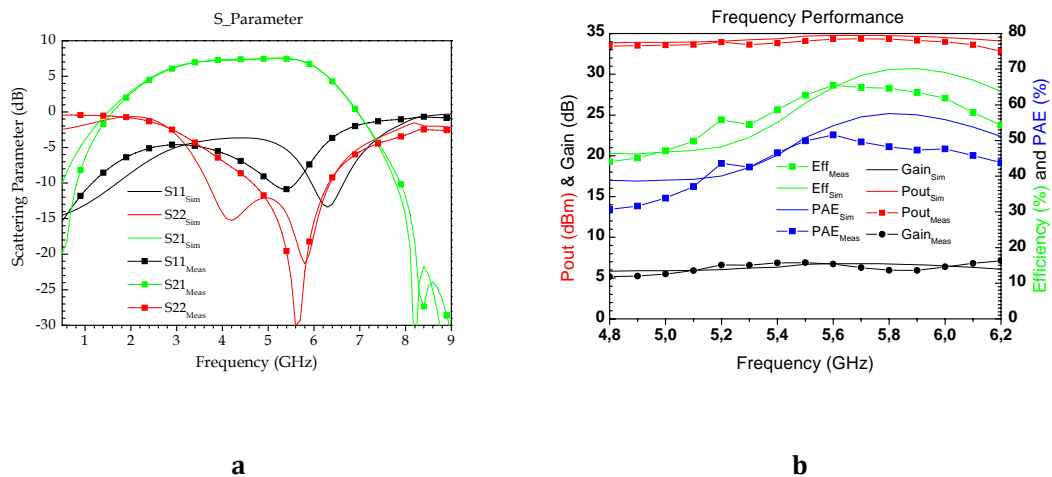 S_Parameter
10
5
0
-5
-10
-15
-20
-25
-30
Scattering Parameter (dB)
S11Sim
S22Sim
S21Sim
S11Meas
S21Meas
S22Meas
1 2 3 4 5 6 7 8 9
Frequency (GHz)
a
Frequency Performance
35
30
25
20
15
10
5
0
Pout (dBm) & Gain (dB)
80
70
60
50
40
30
20
10
0
Efficiency (%) and PAE (%)
EffMeas
EffSim
PAESim
PAEMeas
GainSim
PoutSim
PoutMeas
GainMeas
4,8 5,0 5,2 5,4 5,6 5,8 6,0 6,2
Frequency (GHz)
b